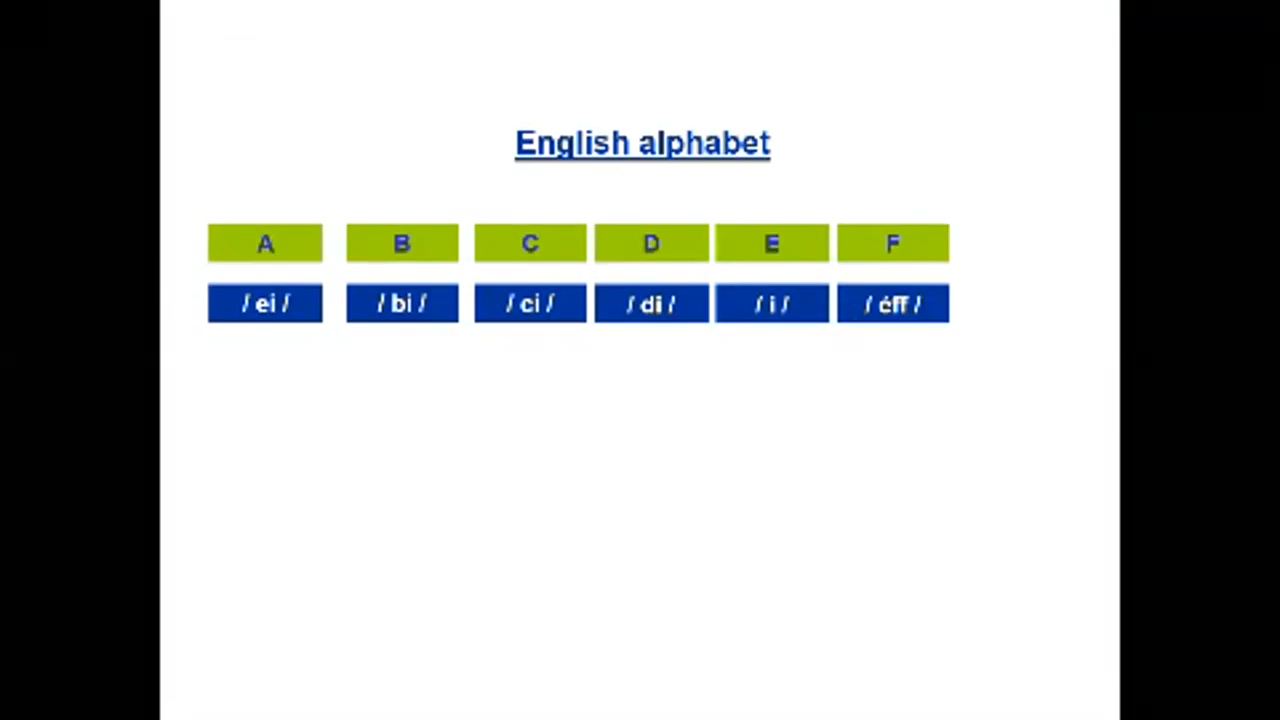 English alphabet
A B C D E F
/ ei / / bi / / ci / / di / / i / / éff /